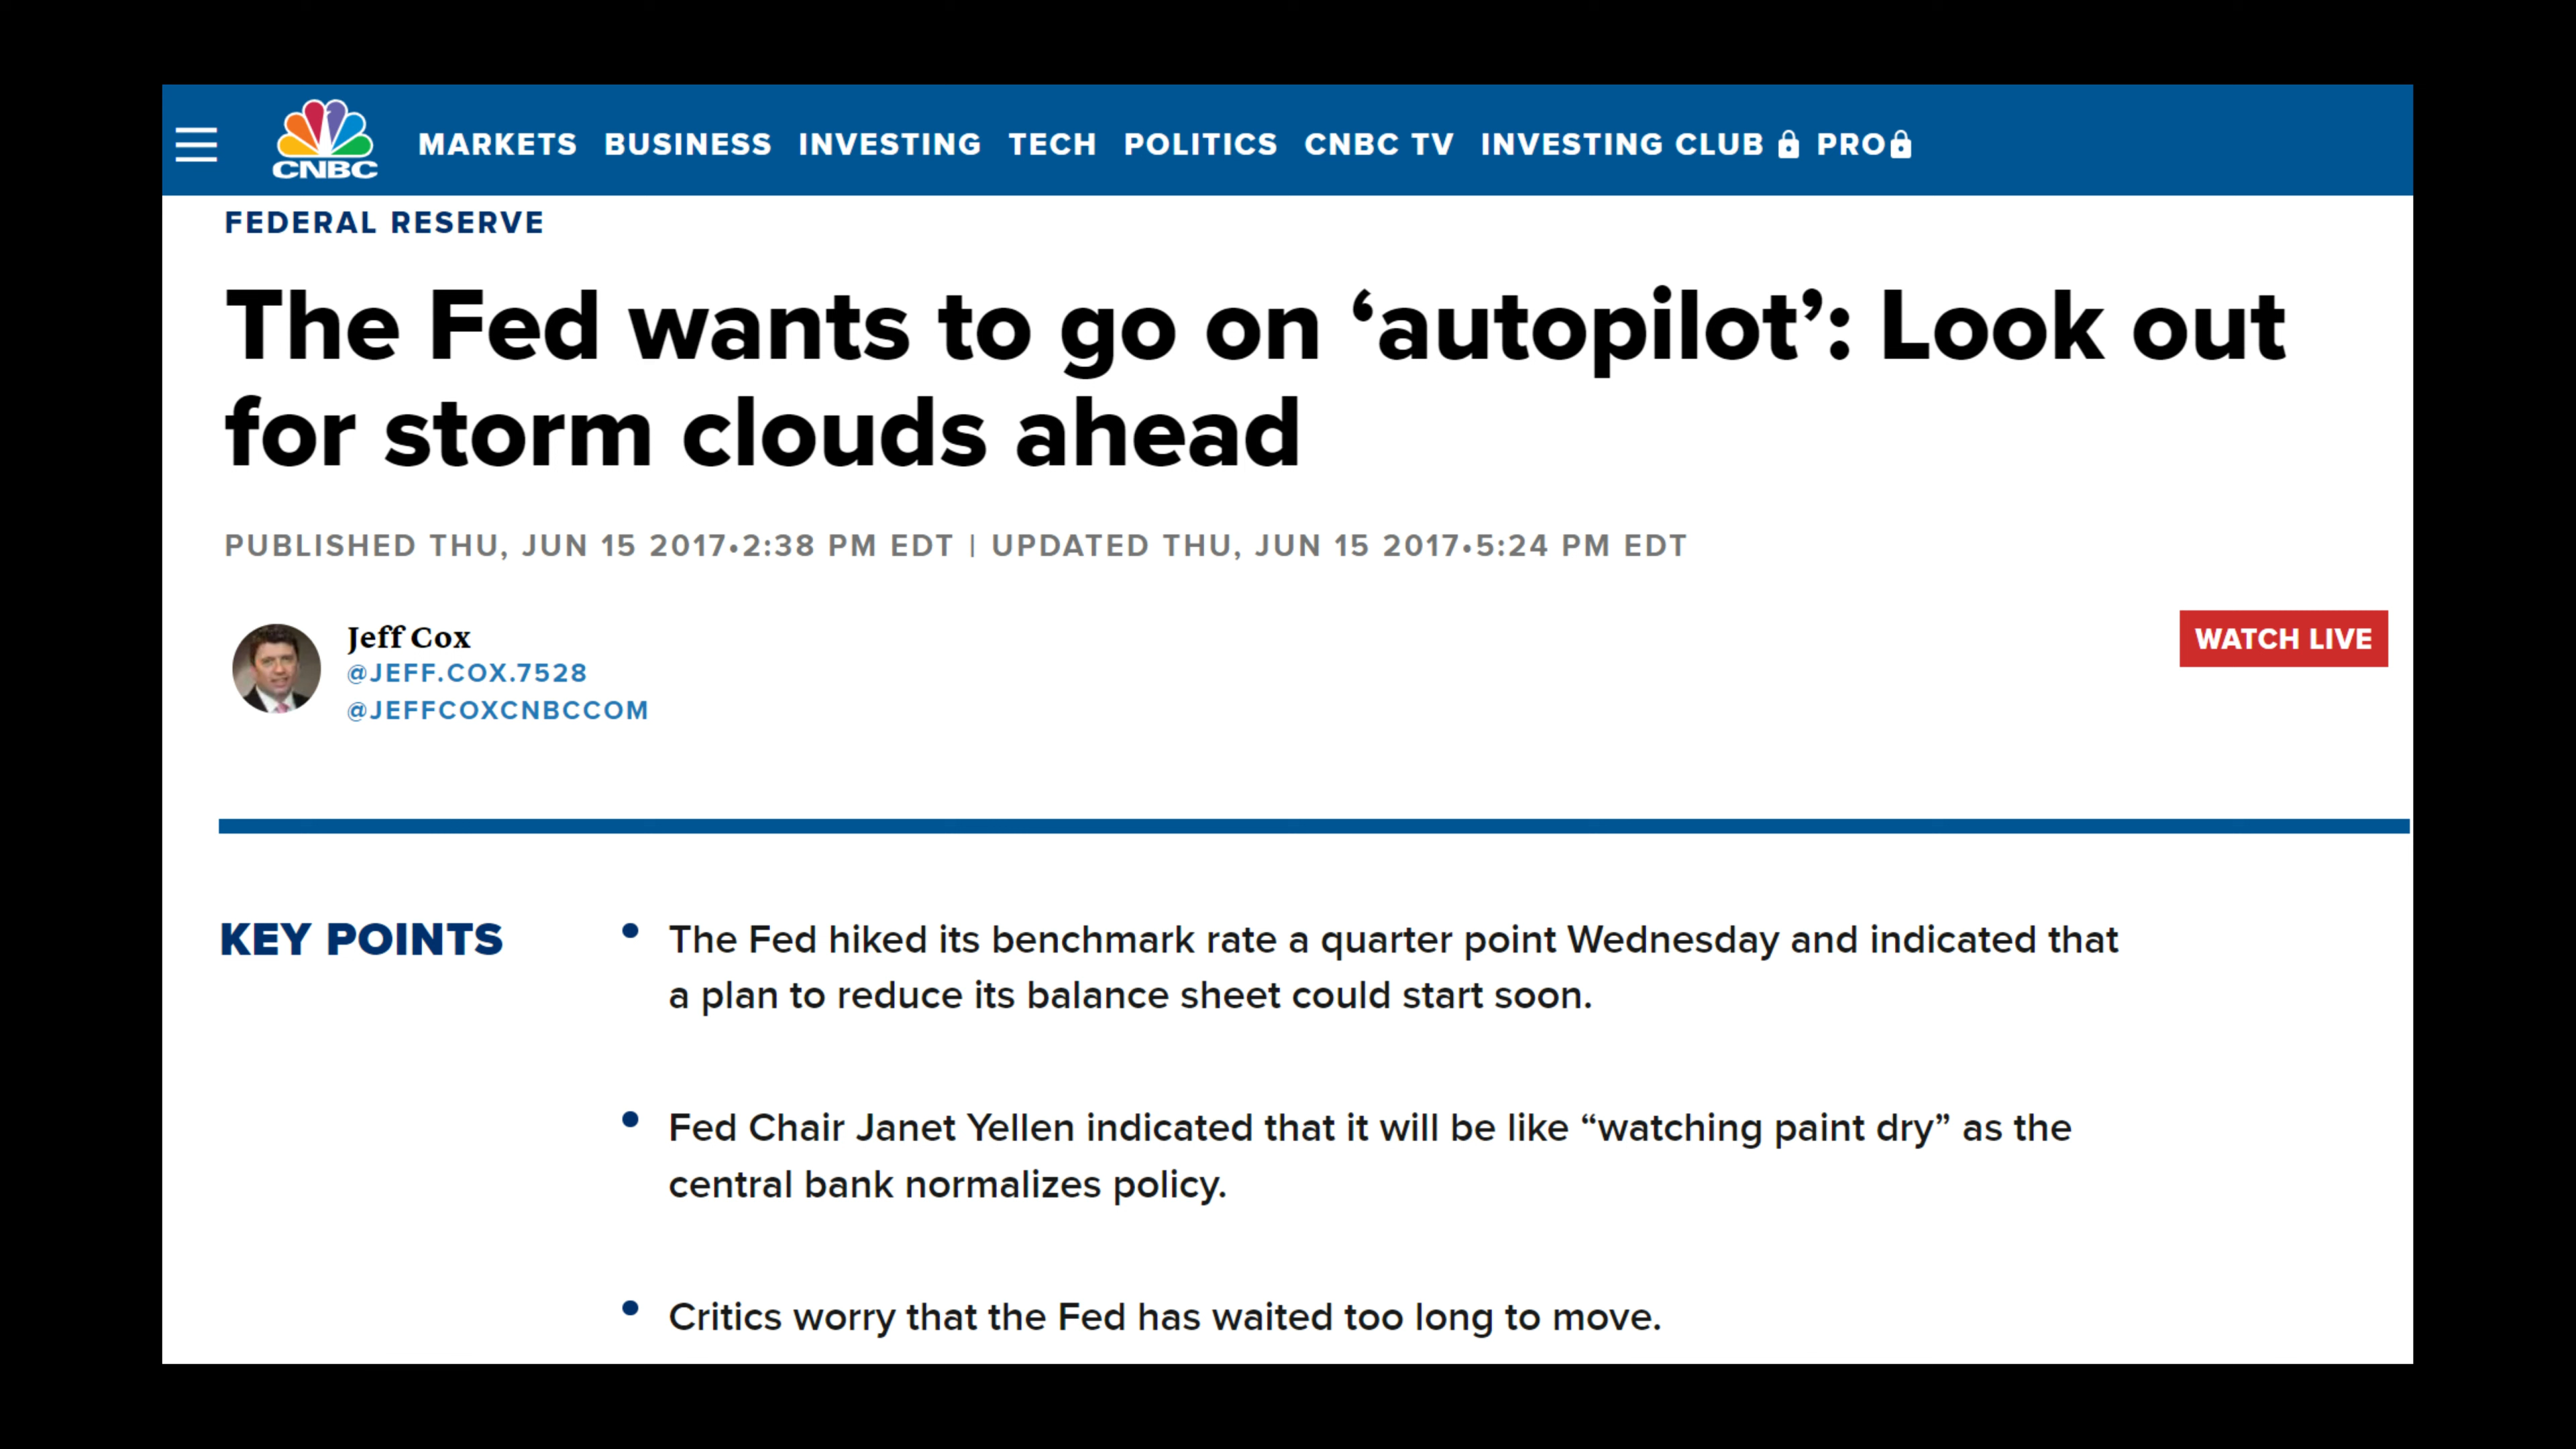 CNBC
MARKETS BUSINESS INVESTING TECH POLITICS CNBC TV INVESTING CLUB PRO
FEDERAL RESERVE
The Fed wants to go on ‘autopilot’: Look out
for storm clouds ahead
PUBLISHED THU, JUN 15 2017•2:38 PM EDT | UPDATED THU, JUN 15 2017•5:24 PM EDT
Jeff Cox
@JEFF.COX.7528
@JEFFCOXCNBCCOM
WATCH LIVE
KEY POINTS
• The Fed hiked its benchmark rate a quarter point Wednesday and indicated that
a plan to reduce its balance sheet could start soon.
• Fed Chair Janet Yellen indicated that it will be like “watching paint dry” as the
central bank normalizes policy.
• Critics worry that the Fed has waited too long to move.